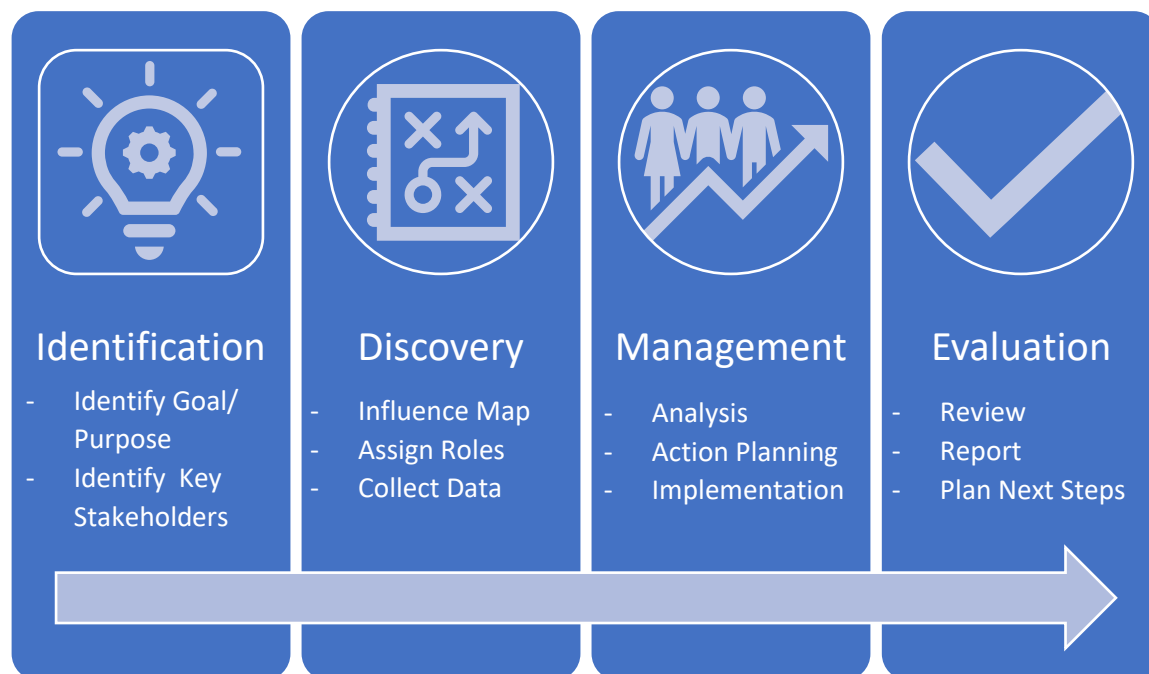 Identification
- Identify Goal/
Purpose
- Identify Key
Stakeholders
Discovery
- Influence Map
- Assign Roles
- Collect Data
Management
- Analysis
- Action Planning
- Implementation
Evaluation
- Review
- Report
- Plan Next Steps